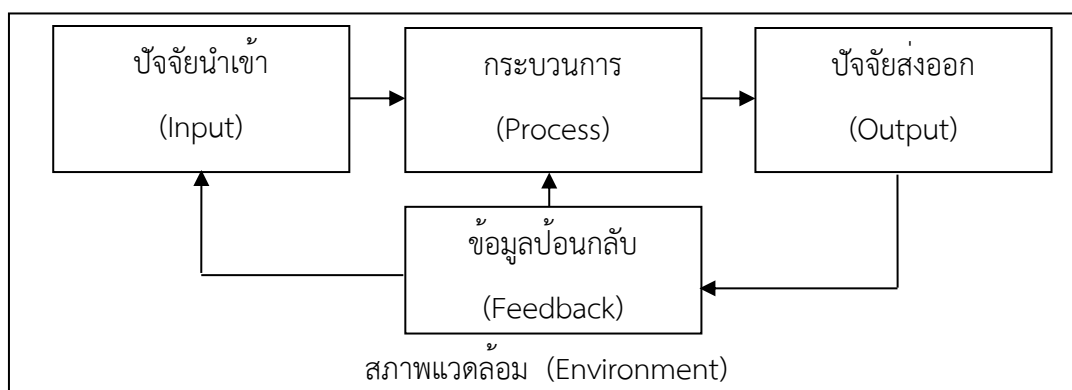 ปัจจัยนำเข้า
(Input)
กระบวนการ
(Process)
ปัจจัยส่งออก
(Output)
ข้อมูลป้อนกลับ
(Feedback)
สภาพแวดล้อม (Environment)